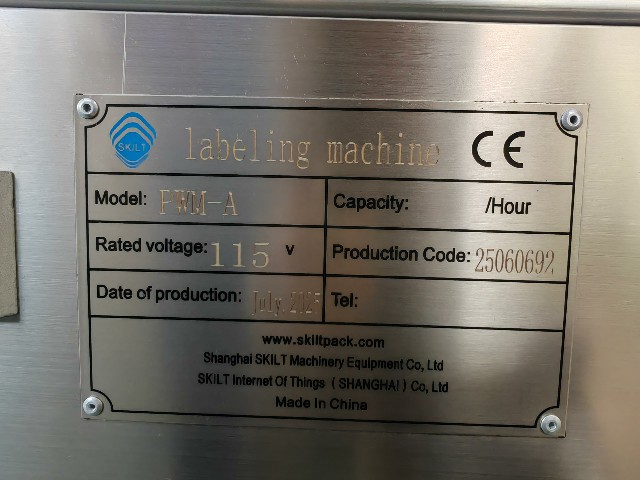 SKILT
labeling machine CE
Model: FWM-A
Capacity: /Hour
Rated voltage: 115 V
Production Code: 25060692
Date of production: July.
Tel:
www.skiltpack.com
Shanghai SKILT Machinery Equipment Co, Ltd
SKILT Internet Of Things ( SHANGHAI ) Co, Ltd
Made In China